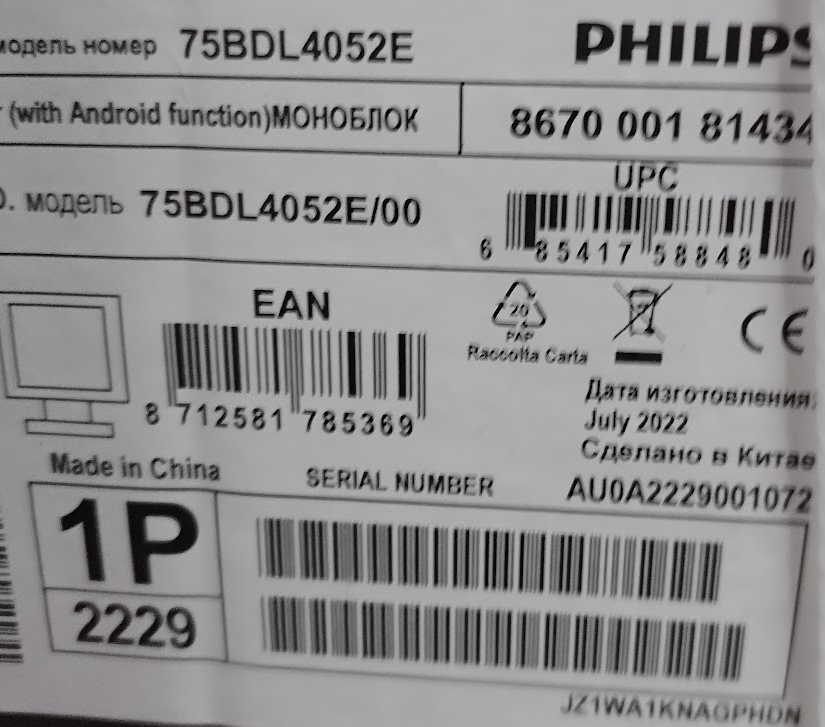 модель номер 75BDL4052E PHILIPS
(with Android function)МОНОБЛОК 8670 001 81434
UPC
. модель 75BDL4052E/00
6 85417 58848 0
EAN
20
PAP
Raccolta Carta
CE
8 712581 785369
Дата изготовления:
July 2022
Сделано в Китае
Made in China
SERIAL NUMBER AU0A2229001072
1P
2229
JZ1WA1KNAGPHDN